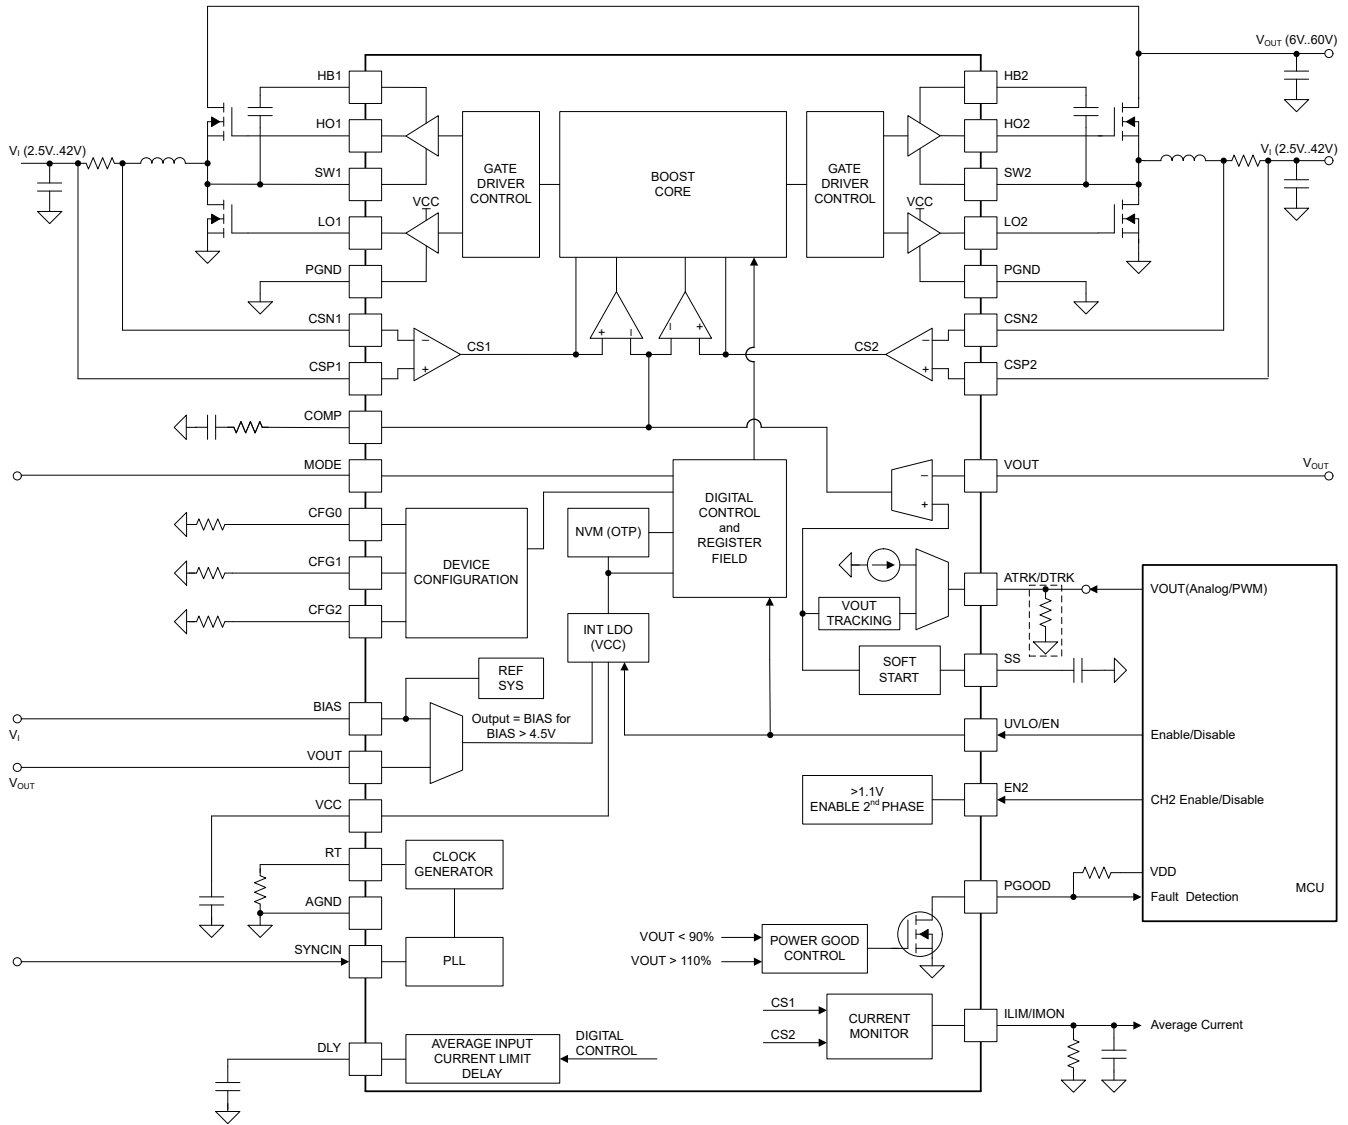 V_OUT (6V..60V)
HB1
HB2
HO1
HO2
V_I (2.5V..42V)
V_I (2.5V..42V)
GATE
DRIVER
CONTROL
BOOST
CORE
GATE
DRIVER
CONTROL
SW1
SW2
VCC
VCC
LO1
LO2
PGND
PGND
CSN1
CSN2
+
−
−
+
−
+
CS1
CS2
−
+
CSP1
CSP2
COMP
MODE
VOUT
V_OUT
−
+
DIGITAL
CONTROL
and
REGISTER
FIELD
CFG0
NVM (OTP)
DEVICE
CONFIGURATION
CFG1
ATRK/DTRK
VOUT(Analog/PWM)
VOUT
TRACKING
CFG2
INT LDO
(VCC)
SOFT
START
SS
REF
SYS
BIAS
V_I
Output = BIAS for
BIAS > 4.5V
UVLO/EN
Enable/Disable
VOUT
V_OUT
>1.1V
ENABLE 2nd PHASE
EN2
CH2 Enable/Disable
VCC
RT
CLOCK
GENERATOR
VDD
PGOOD
Fault Detection
MCU
AGND
VOUT < 90%
VOUT > 110%
POWER GOOD
CONTROL
SYNCIN
PLL
CS1
CS2
CURRENT
MONITOR
ILIM/IMON
Average Current
DLY
AVERAGE INPUT
CURRENT LIMIT
DELAY
DIGITAL
CONTROL